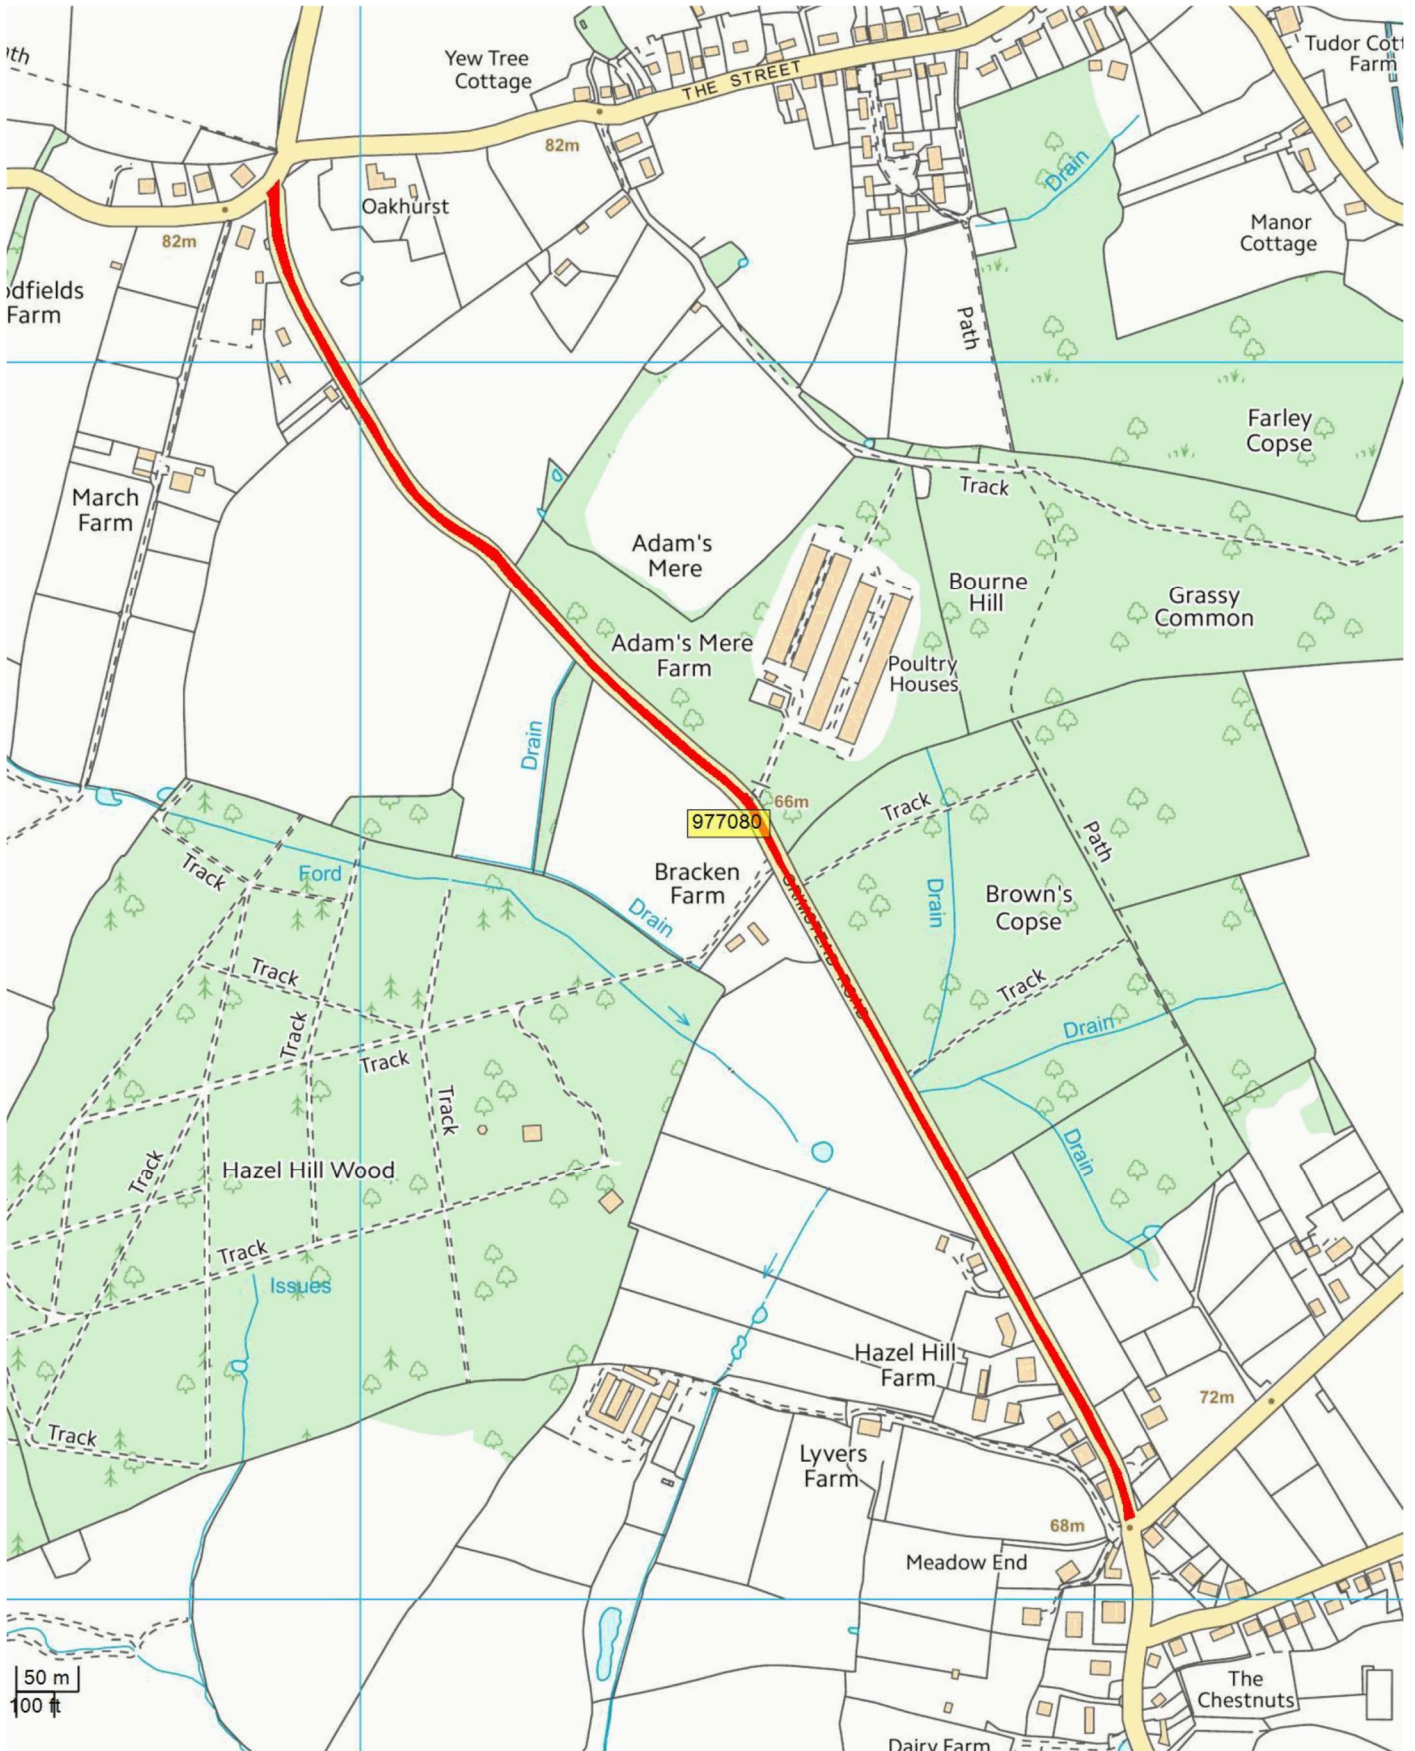 Yew Tree
Cottage
THE STREET
Tudor Cott
Farm
82m
Drain
Oakhurst
82m
Manor
Cottage
odfields
Farm
Path
Farley
Copse
March
Farm
Track
Adam's
Mere
Bourne
Hill
Grassy
Common
Adam's Mere
Farm
Poultry
Houses
Drain
66m
977080
Track
Path
Track
Ford
Bracken
Farm
Drain
Drain
Brown's
Copse
Track
Track
Drain
Track
Track
Track
Drain
Track
Hazel Hill Wood
Track
Issues
Hazel Hill
Farm
72m
Track
Lyvers
Farm
68m
Meadow End
50 m
100 ft
The
Chestnuts
Dairy Farm